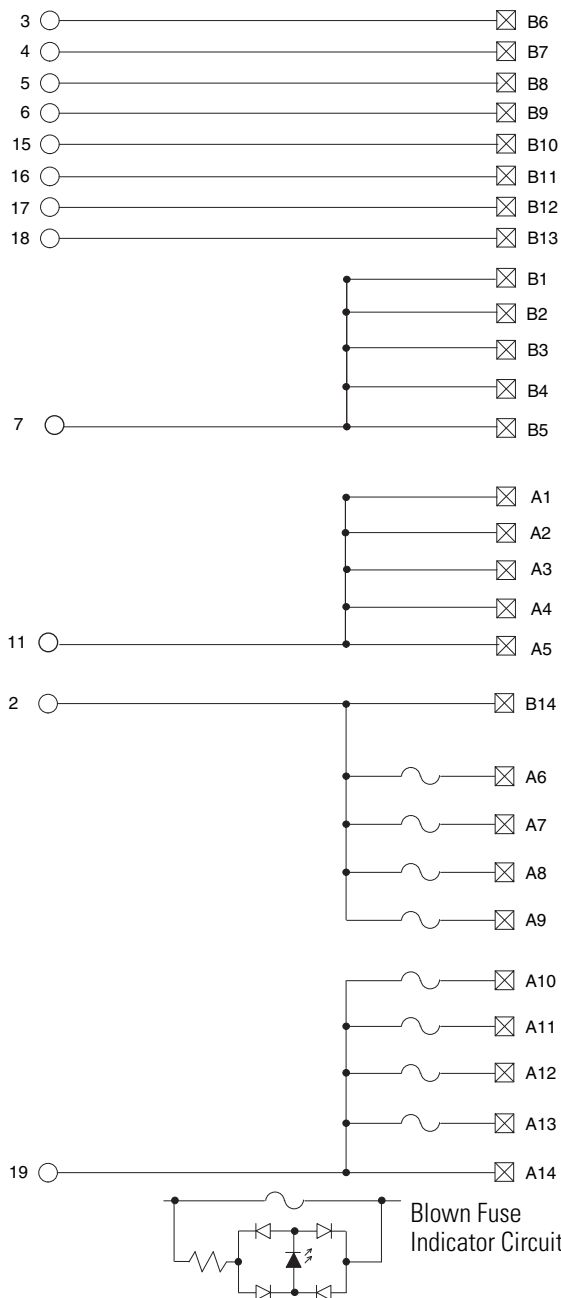 3 B6
4 B7
5 B8
6 B9
15 B10
16 B11
17 B12
18 B13
B1
B2
B3
B4
7 B5
A1
A2
A3
A4
11 A5
2 B14
A6
A7
A8
A9
A10
A11
A12
A13
19 A14
Blown Fuse
Indicator Circuit